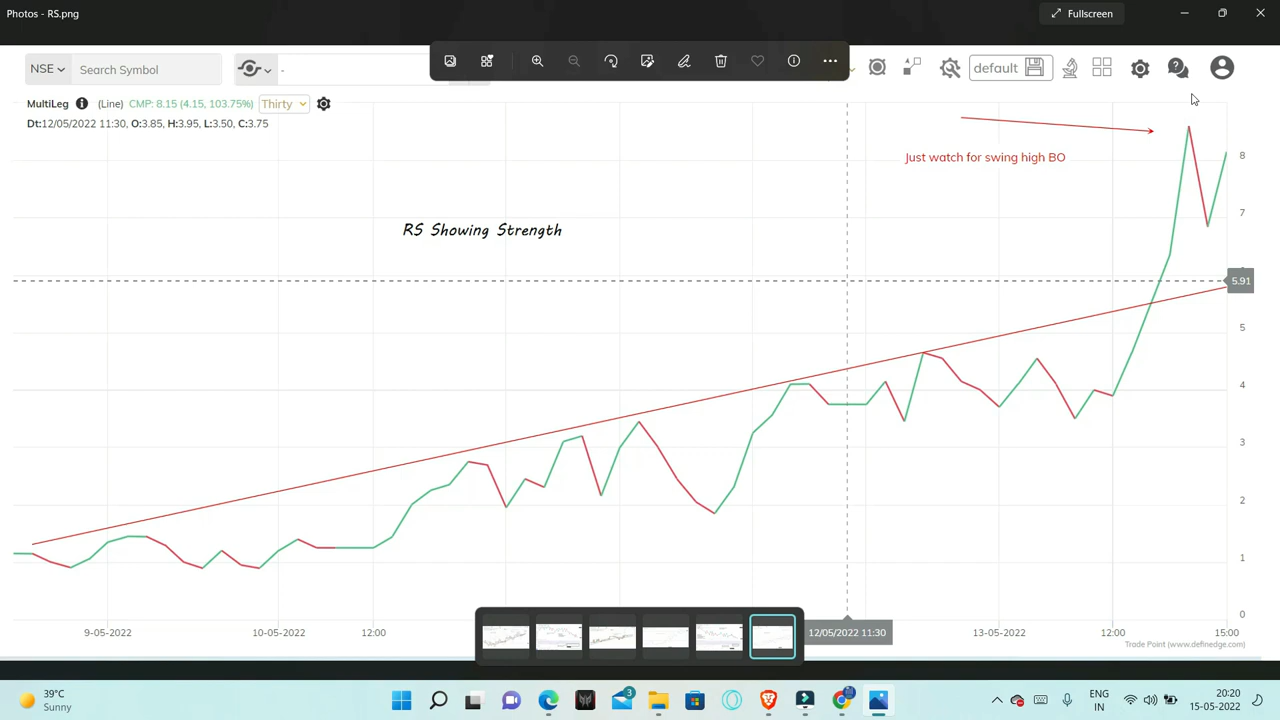 Photos - RS.png
Fullscreen
NSE
Search Symbol
-
default
MultiLeg (Line) CMP: 8.15 (4.15, 103.75%) Thirty
Dt:12/05/2022 11:30, O:3.85, H:3.95, L:3.50, C:3.75
Just watch for swing high BO
RS Showing Strength
8
7
5.91
5
4
3
2
1
0
9-05-2022
10-05-2022
12:00
12/05/2022 11:30
13-05-2022
12:00
15:00
Trade Point (www.definedge.com)
39°C
Sunny
3
ENG
IN
20:20
15-05-2022